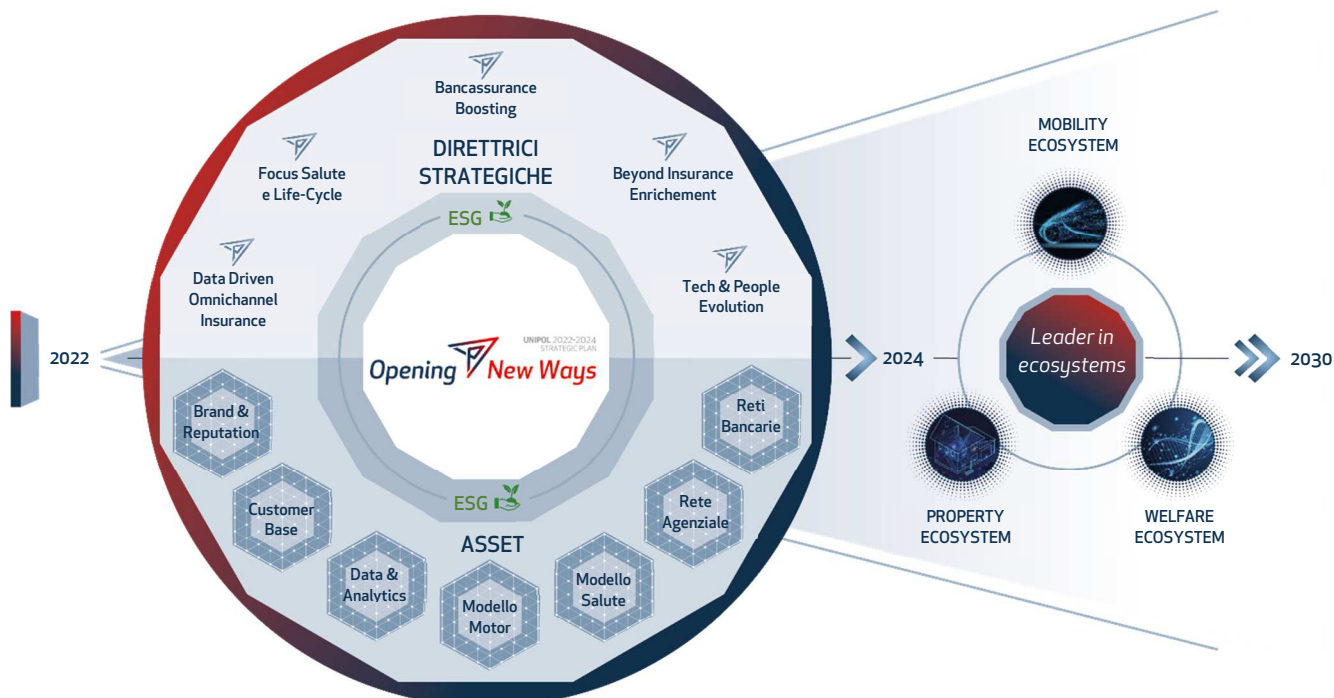 Bancassurance
Boosting
DIRETTRICI
STRATEGICHE
Focus Salute
e Life-Cycle
Beyond Insurance
Enrichement
Data Driven
Omnichannel
Insurance
Tech & People
Evolution
ESG
UNIPOL 2022-2024
STRATEGIC PLAN
Opening New Ways
ESG
ASSET
Brand &
Reputation
Customer
Base
Data &
Analytics
Modello
Motor
Modello
Salute
Rete
Agenziale
Reti
Bancarie
2022
2024
MOBILITY
ECOSYSTEM
Leader in
ecosystems
PROPERTY
ECOSYSTEM
WELFARE
ECOSYSTEM
2030